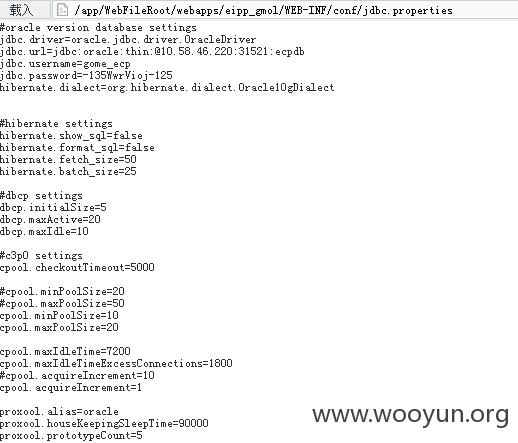 載入
/app/WebFileRoot/webapps/eipp_gmol/WEB-INF/conf/jdbc.properties
#oracle version database settings
jdbc.driver=oracle.jdbc.driver.OracleDriver
jdbc.url=jdbc:oracle:thin:@10.58.46.220:31521:ecpdb
jdbc.username=gome_ecp
jdbc.password=-135WwrVioj-125
hibernate.dialect=org.hibernate.dialect.Oracle10gDialect
#hibernate settings
hibernate.show_sql=false
hibernate.format_sql=false
hibernate.fetch_size=50
hibernate.batch_size=25
#dbcp settings
dbcp.initialSize=5
dbcp.maxActive=20
dbcp.maxIdle=10
#c3p0 settings
cpool.checkoutTimeout=5000
#cpool.minPoolSize=20
#cpool.maxPoolSize=50
cpool.minPoolSize=10
cpool.maxPoolSize=20
cpool.maxIdleTime=7200
cpool.maxIdleTimeExcessConnections=1800
#cpool.acquireIncrement=10
cpool.acquireIncrement=1
proxool.alias=oracle
proxool.houseKeepingSleepTime=90000
proxool.prototypeCount=5
www.wooyun.org